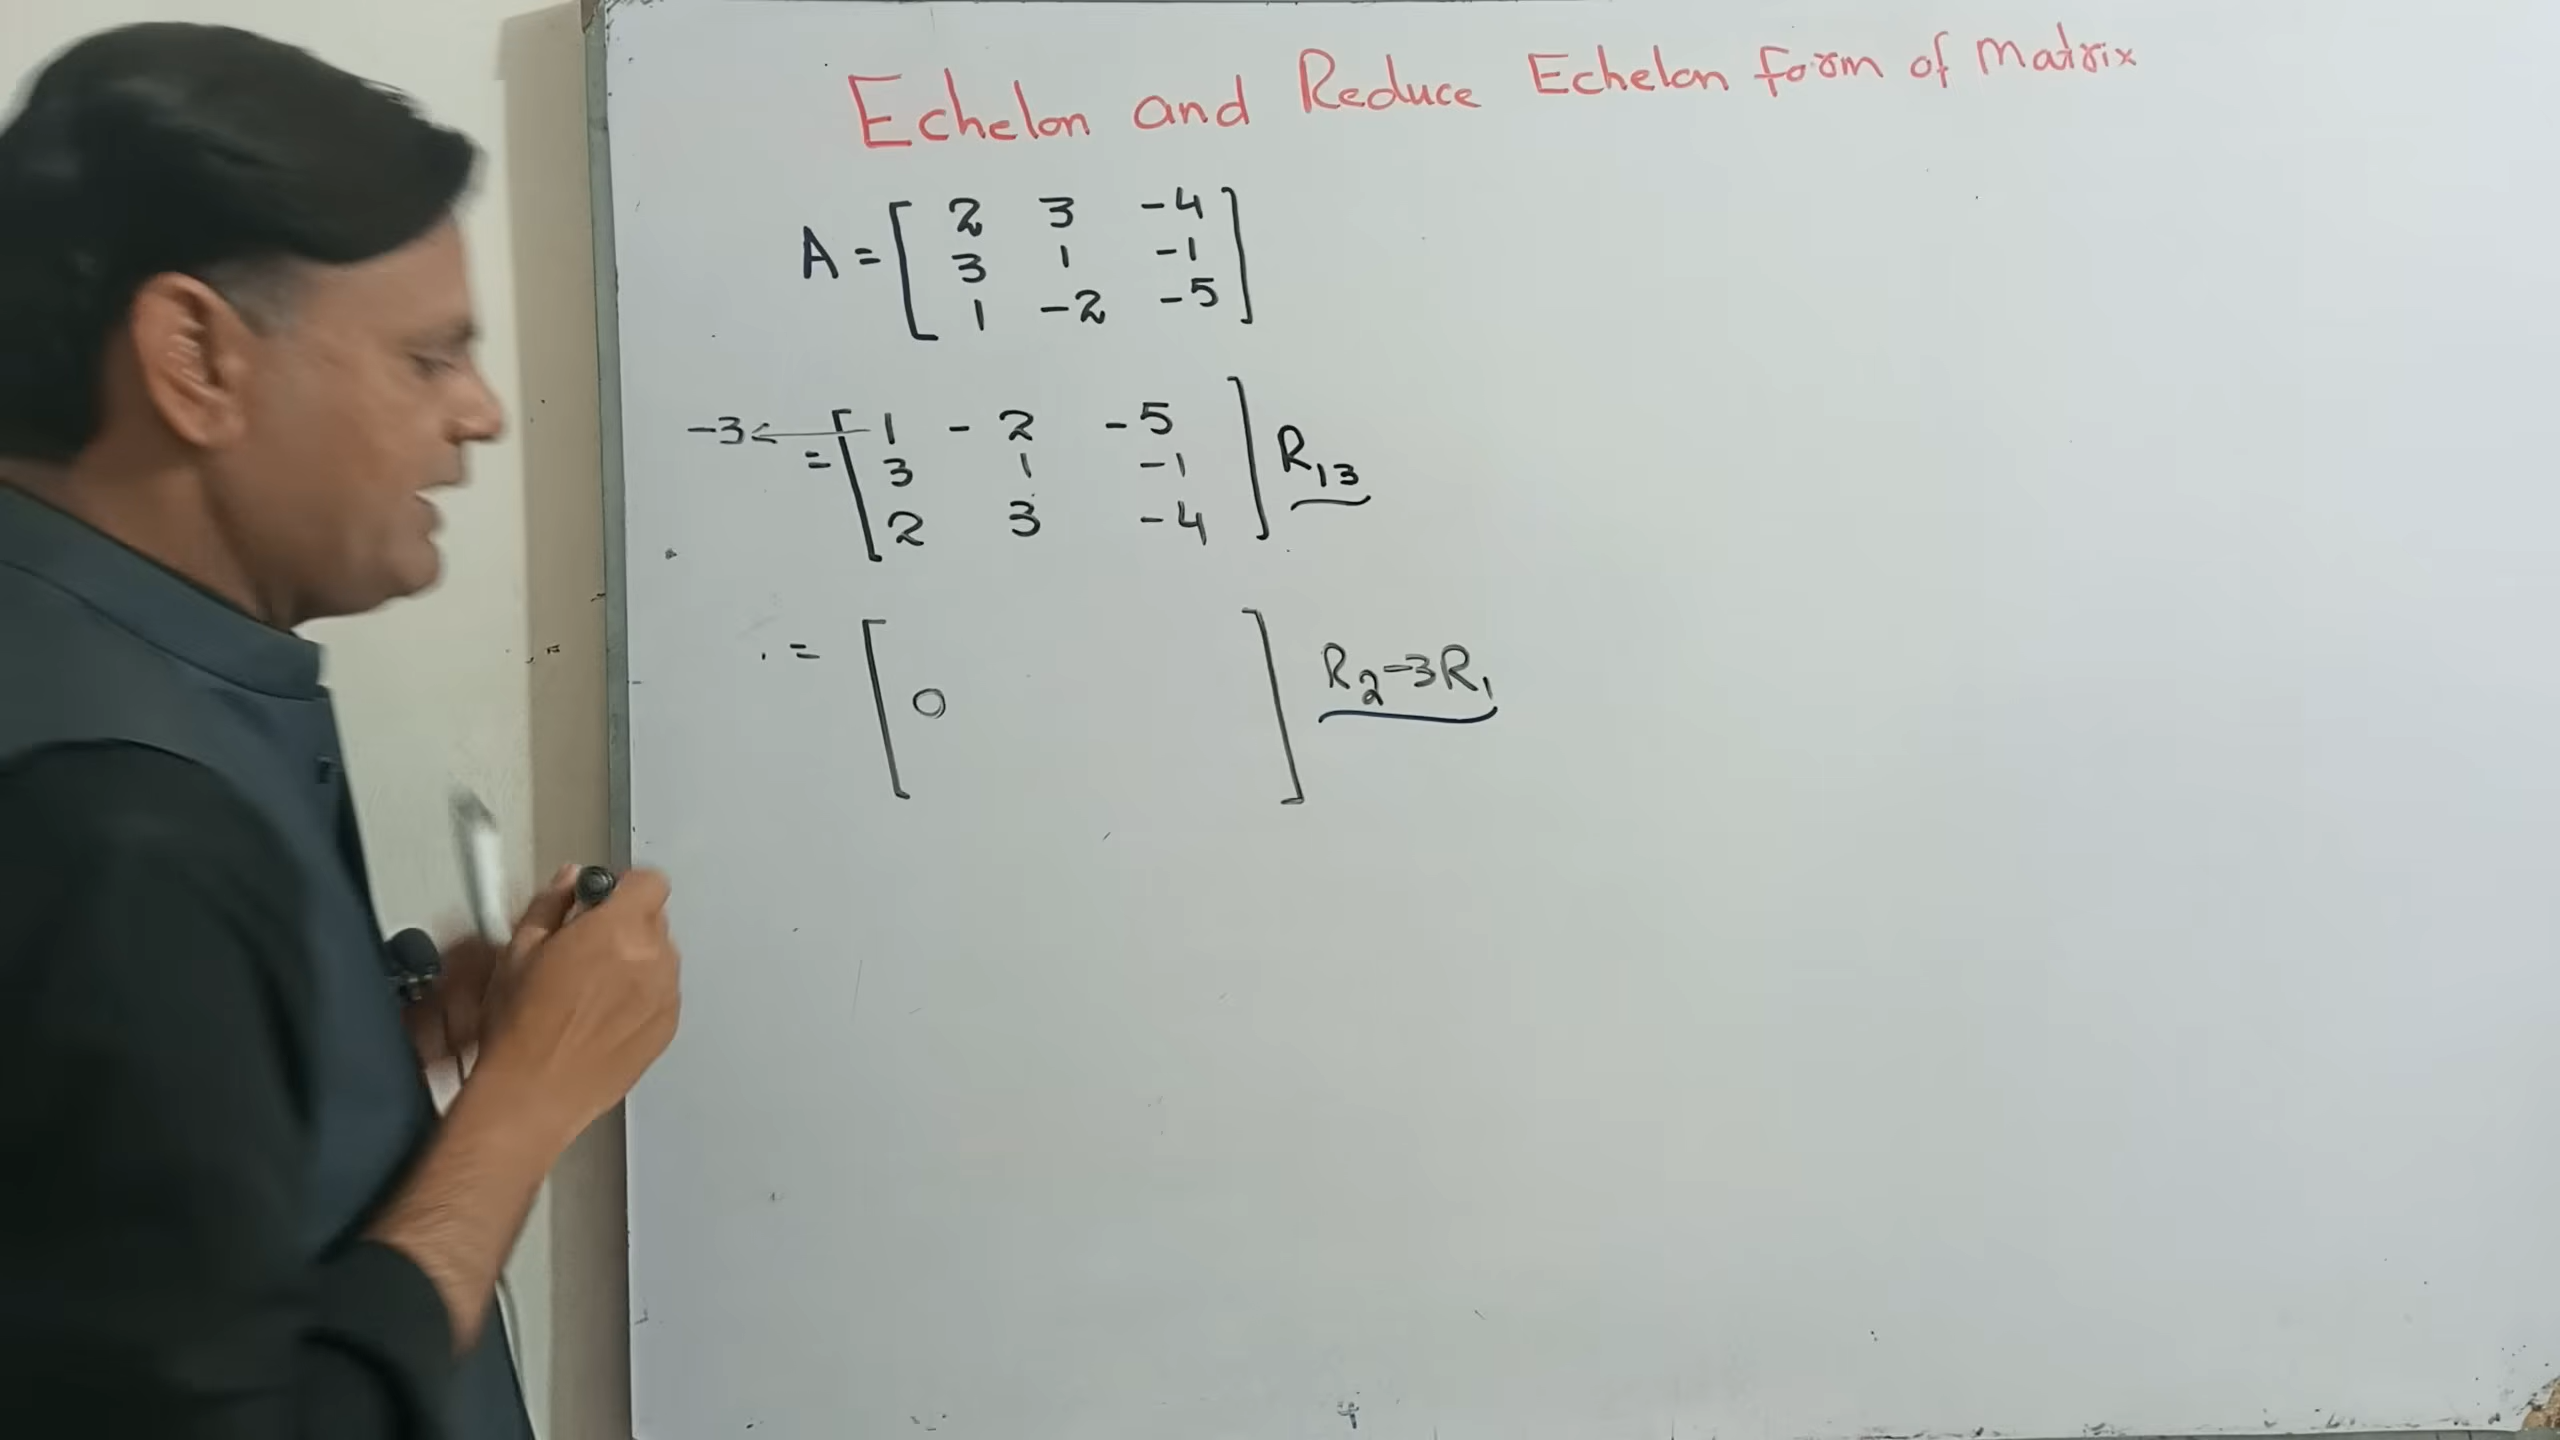 Echelon and Reduce Echelon form of Matrix
A = [ 2 3 -4
3 1 -1
1 -2 -5 ]
-3 ← = [ 1 -2 -5
3 1 -1
2 3 -4 ] R₁₃
= [ 0 ] R₂-3R₁